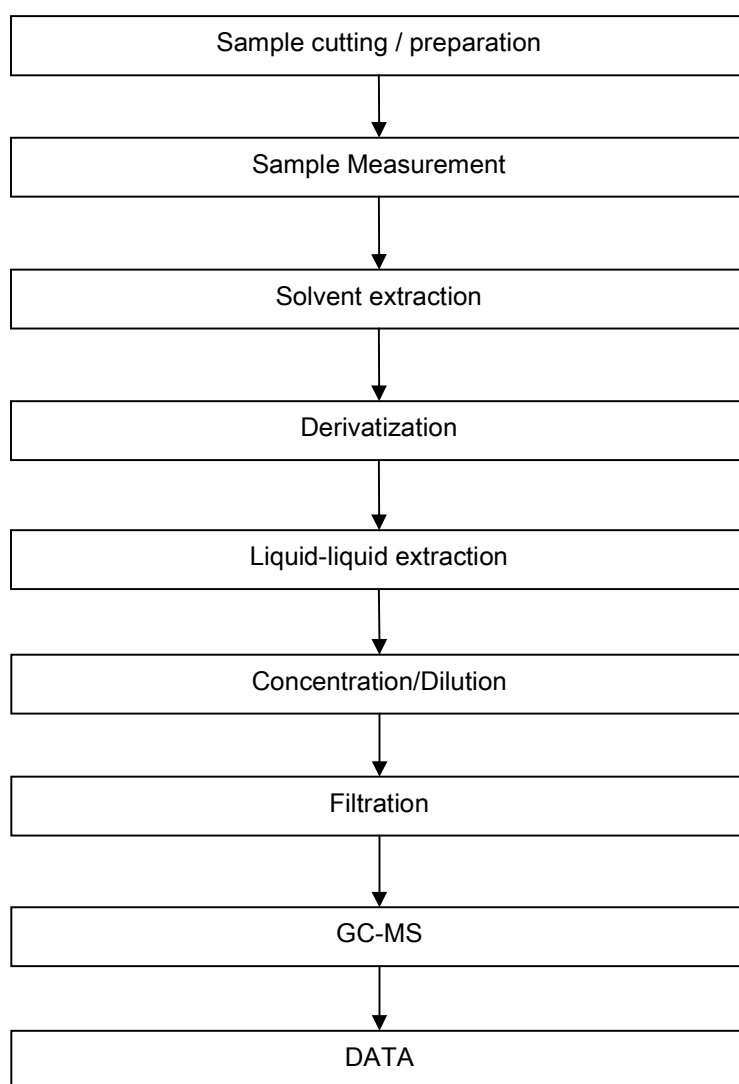 Sample cutting / preparation
Sample Measurement
Solvent extraction
Derivatization
Liquid-liquid extraction
Concentration/Dilution
Filtration
GC-MS
DATA